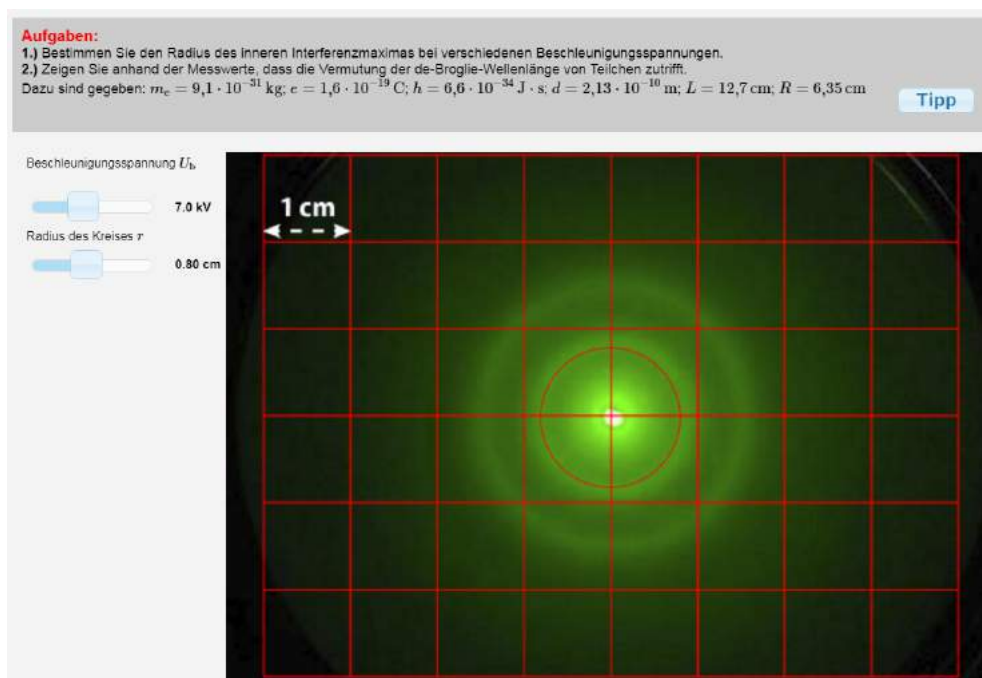 Aufgaben:
1.) Bestimmen Sie den Radius des inneren Interferenzmaximas bei verschiedenen Beschleunigungsspannungen.
2.) Zeigen Sie anhand der Messwerte, dass die Vermutung der de-Broglie-Wellenlänge von Teilchen zutrifft.
Dazu sind gegeben: mₑ = 9,1 · 10⁻³¹ kg; e = 1,6 · 10⁻¹⁹ C; h = 6,6 · 10⁻³⁴ J · s; d = 2,13 · 10⁻¹⁰ m; L = 12,7 cm; R = 6,35 cm
Tipp
Beschleunigungsspannung U_b
7.0 kV
Radius des Kreises r
0.80 cm
1 cm